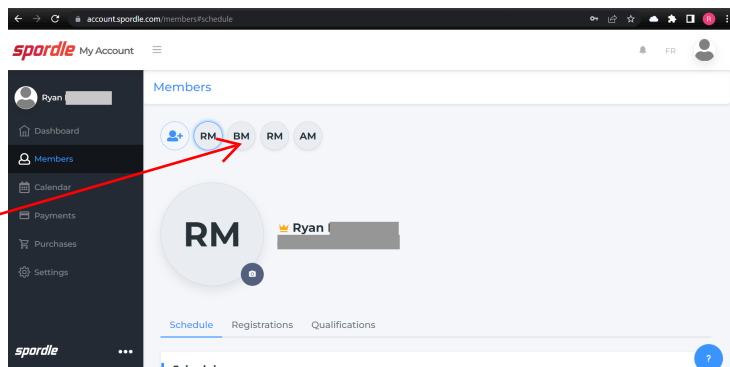 account.spordle.com/members#schedule
R
spordle My Account
FR
Ryan
Members
Dashboard
RM BM RM AM
Members
Calendar
Payments
RM
Ryan
Purchases
Settings
Schedule Registrations Qualifications
spordle
?